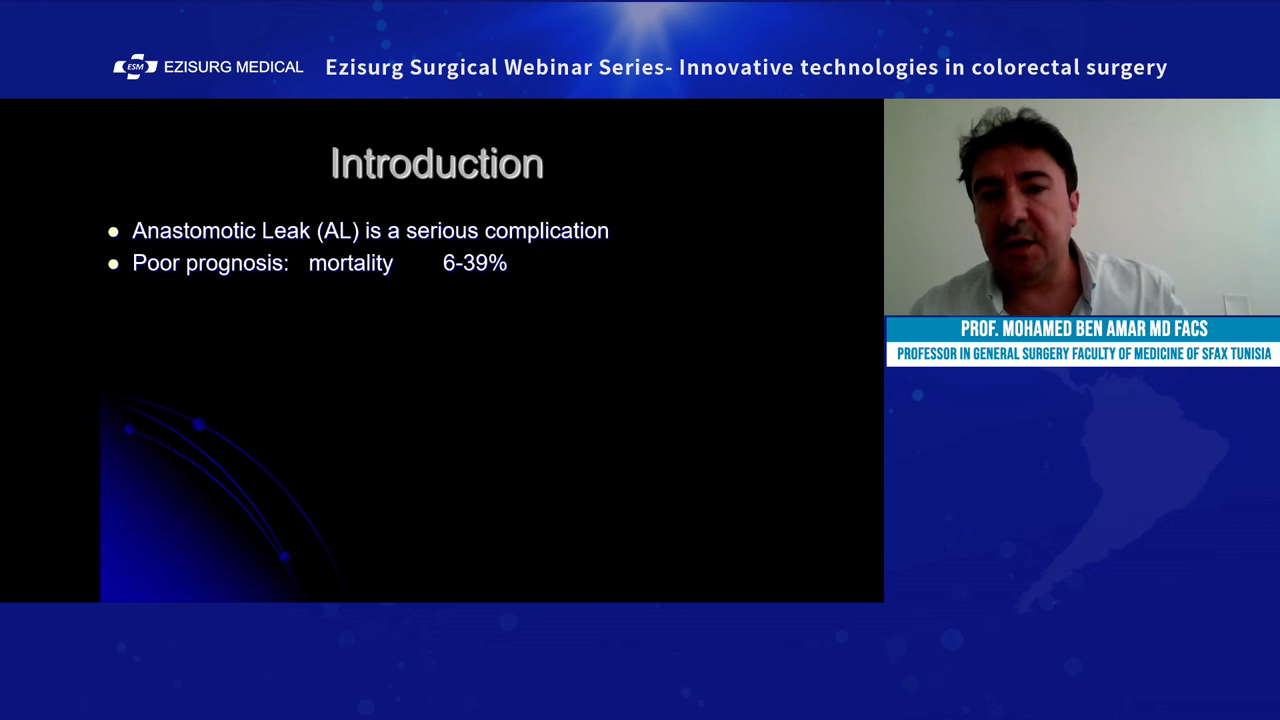 ESM EZISURG MEDICAL
Ezisurg Surgical Webinar Series- Innovative technologies in colorectal surgery
Introduction
● Anastomotic Leak (AL) is a serious complication
● Poor prognosis: mortality 6-39%
PROF. MOHAMED BEN AMAR MD FACS
PROFESSOR IN GENERAL SURGERY FACULTY OF MEDICINE OF SFAX TUNISIA